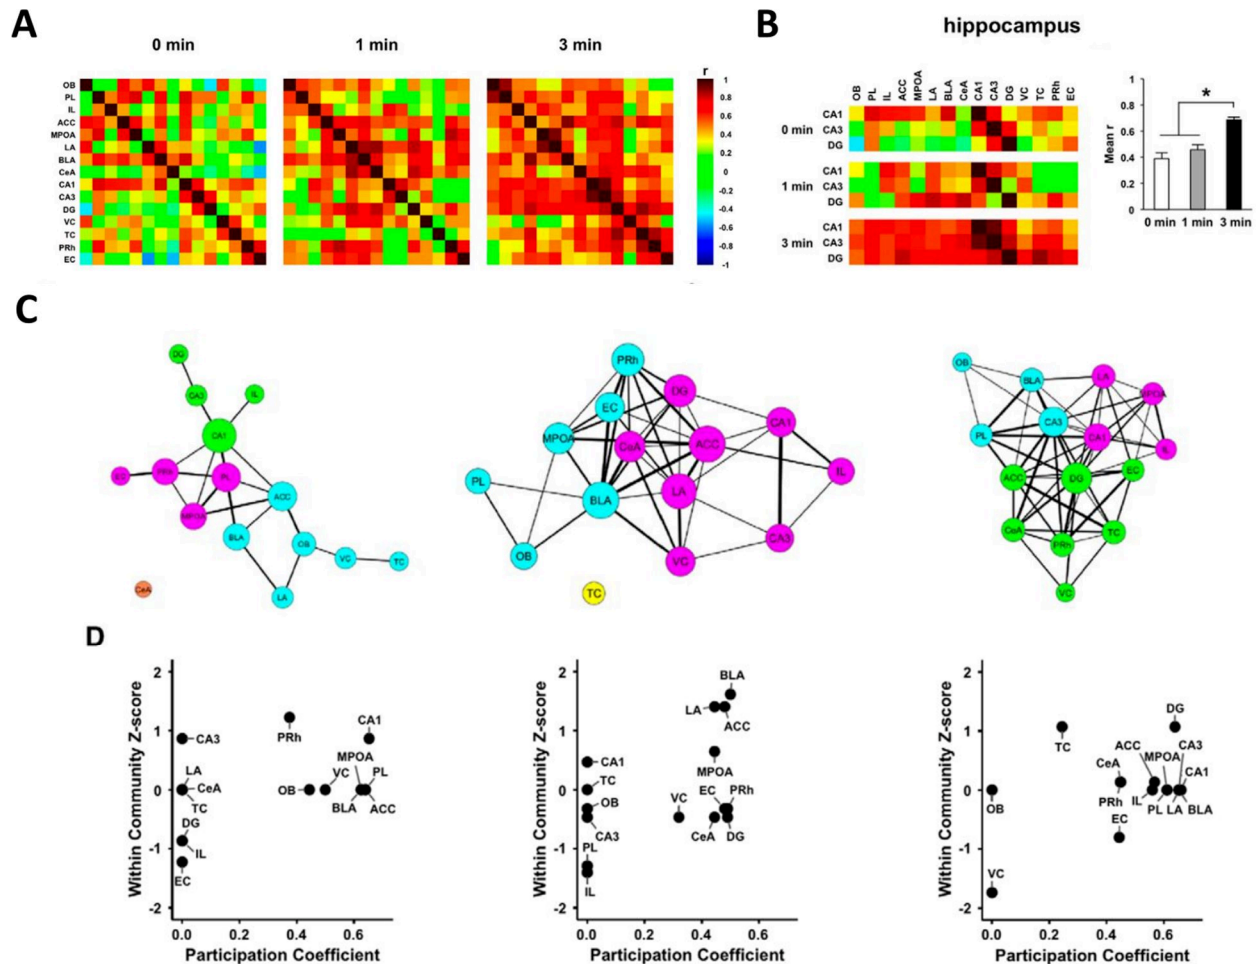 A
B
hippocampus
0 min
1 min
3 min
r
1
0.8
0.6
0.4
0.2
0
-0.2
-0.4
-0.6
-0.8
-1
OB
PL
IL
ACC
MPOA
LA
BLA
CeA
CA1
CA3
DG
VC
TC
PRh
EC
OB PL IL ACC MPOA LA BLA CeA CA1 CA3 DG VC TC PRh EC
0 min
CA1
CA3
DG
1 min
CA1
CA3
DG
3 min
CA1
CA3
DG
Mean r
1
0.8
0.6
0.4
0.2
0
*
0 min 1 min 3 min
C
DG
CA3
IL
CA1
PRh
PL
MPOA
ACC
BLA
OB
VC
TC
LA
CeA
PRh
EC
DG
MPOA
CeA
ACC
CA1
IL
PL
BLA
LA
OB
VC
CA3
TC
OB
BLA
LA
MPOA
PL
CA3
CA1
IL
ACC
DG
EC
CeA
PRh
TC
VC
D
Within Community Z-score
2
1
0
-1
-2
CA3
LA
CeA
TC
DG
IL
EC
PRh
CA1
MPOA
VC
PL
OB
BLA
ACC
0.0 0.2 0.4 0.6
Participation Coefficient
Within Community Z-score
2
1
0
-1
-2
BLA
LA
ACC
CA1
MPOA
TC
OB
VC
EC
PRh
CA3
CeA
DG
PL
IL
0.0 0.2 0.4 0.6
Participation Coefficient
Within Community Z-score
2
1
0
-1
-2
DG
TC
ACC
CA3
CeA
MPOA
CA1
OB
PRh
IL
PL
LA
BLA
EC
VC
0.0 0.2 0.4 0.6
Participation Coefficient